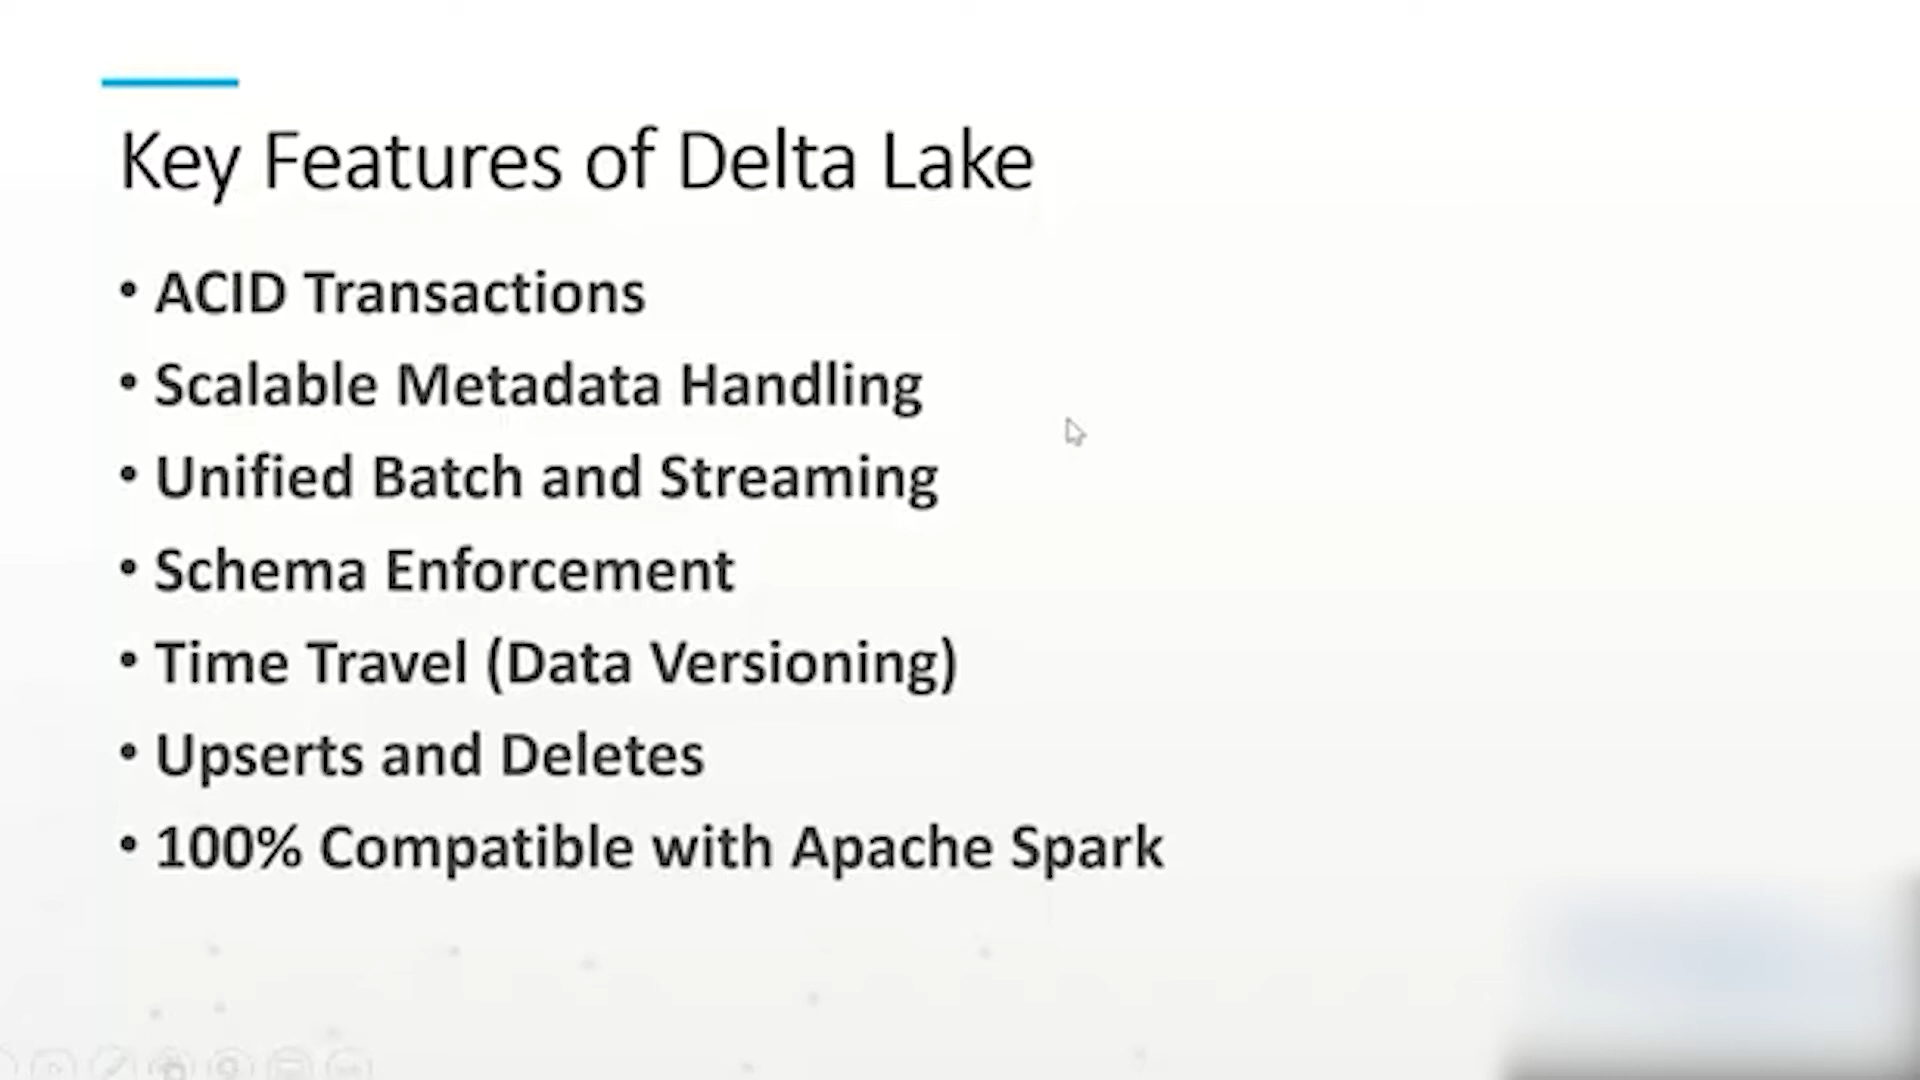 Key Features of Delta Lake
• ACID Transactions
• Scalable Metadata Handling
• Unified Batch and Streaming
• Schema Enforcement
• Time Travel (Data Versioning)
• Upserts and Deletes
• 100% Compatible with Apache Spark